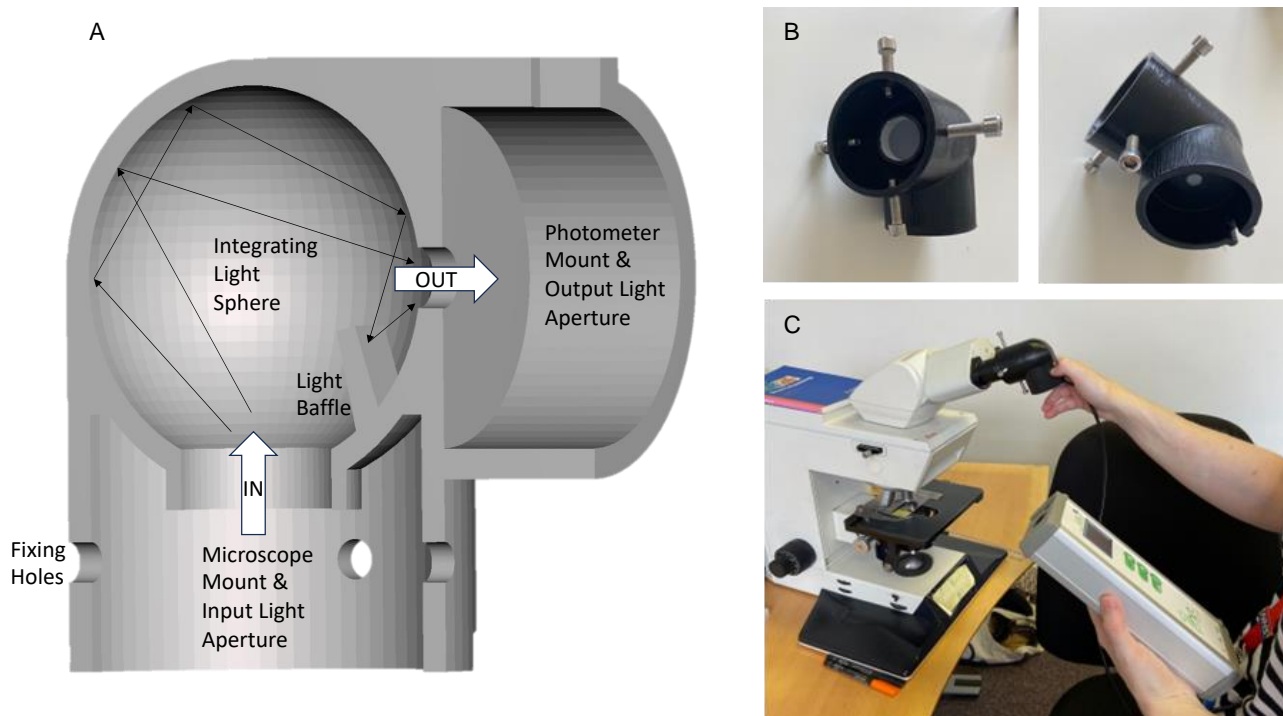 A
Integrating
Light
Sphere
OUT
Photometer
Mount &
Output Light
Aperture
Light
Baffle
IN
Fixing
Holes
Microscope
Mount &
Input Light
Aperture
B
C